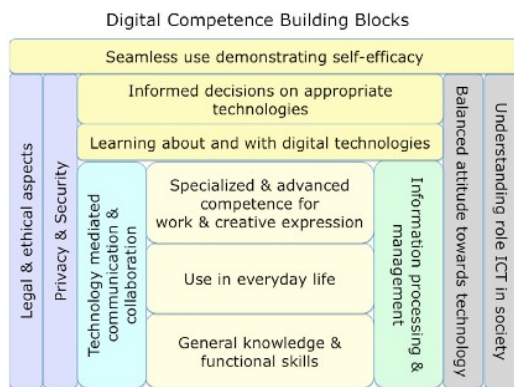 Digital Competence Building Blocks
Seamless use demonstrating self-efficacy
Legal & ethical aspects
Privacy & Security
Informed decisions on appropriate
technologies
Learning about and with digital technologies
Technology mediated
communication &
collaboration
Specialized & advanced
competence for
work & creative expression
Use in everyday life
General knowledge &
functional skills
Information processing &
management
Balanced attitude towards technology
Understanding role ICT in society